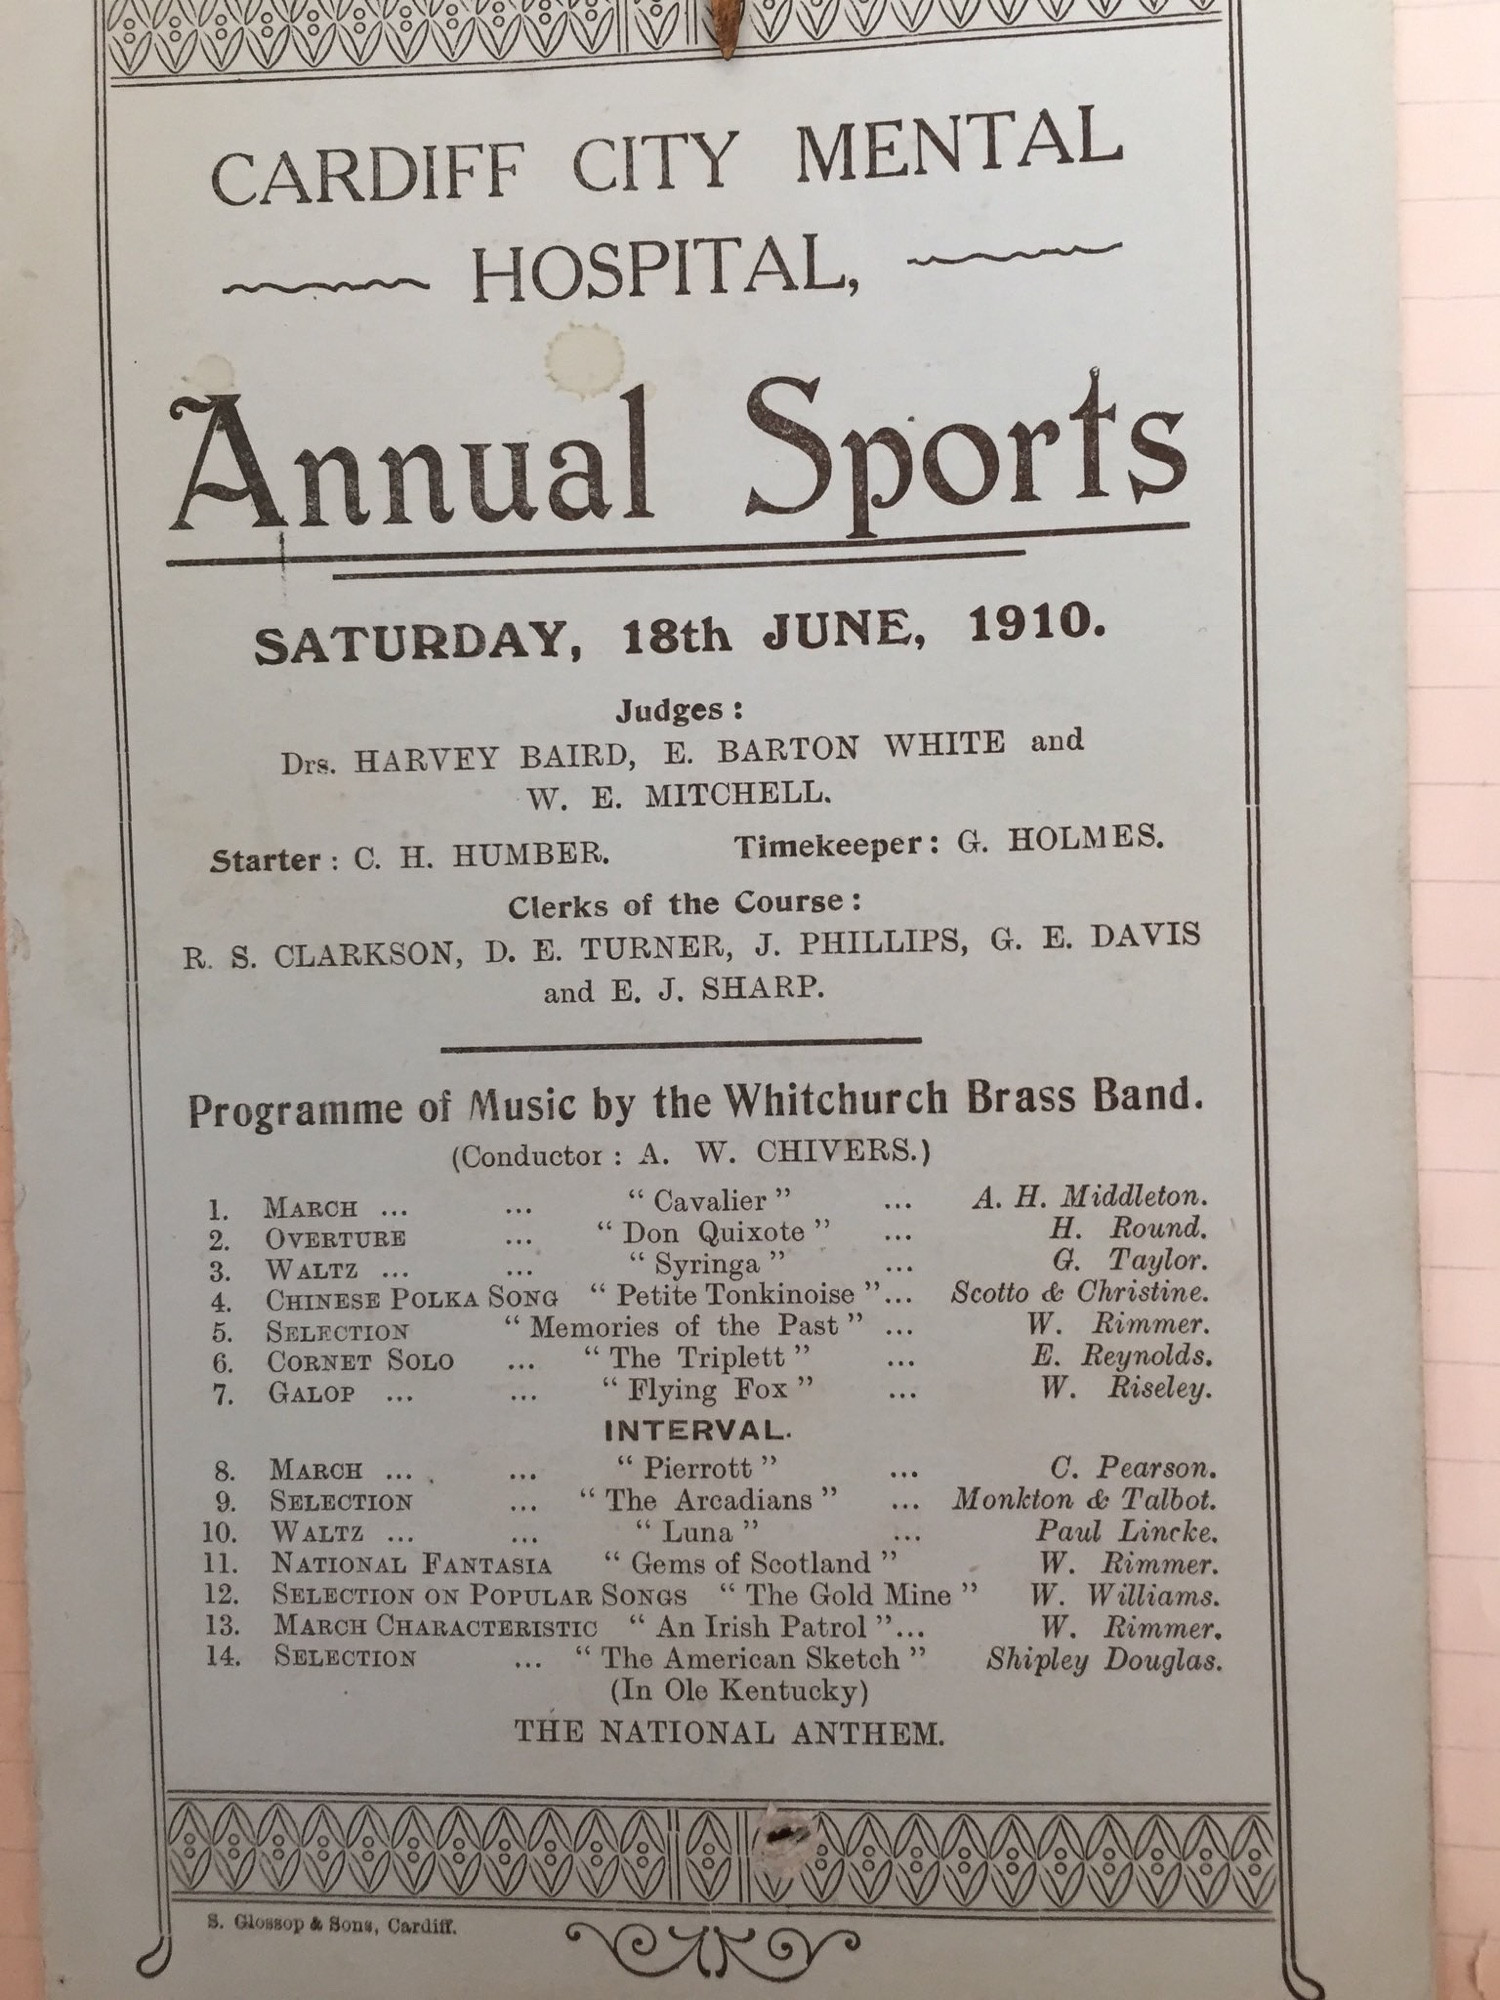 CARDIFF CITY MENTAL
HOSPITAL,
Annual Sports
SATURDAY, 18th JUNE, 1910.
Judges:
Drs. HARVEY BAIRD, E. BARTON WHITE and
W. E. MITCHELL.
Starter: C. H. HUMBER. Timekeeper: G. HOLMES.
Clerks of the Course:
R. S. CLARKSON, D. E. TURNER, J. PHILLIPS, G. E. DAVIS
and E. J. SHARP.
Programme of Music by the Whitchurch Brass Band.
(Conductor: A. W. CHIVERS.)
1. MARCH ... ... "Cavalier" ... A. H. Middleton.
2. OVERTURE ... "Don Quixote" ... H. Round.
3. WALTZ ... ... "Syringa" ... G. Taylor.
4. CHINESE POLKA SONG "Petite Tonkinoise"... Scotto & Christine.
5. SELECTION "Memories of the Past" ... W. Rimmer.
6. CORNET SOLO ... "The Triplett" ... E. Reynolds.
7. GALOP ... ... "Flying Fox" ... W. Riseley.
INTERVAL.
8. MARCH ... ... "Pierrott" ... C. Pearson.
9. SELECTION ... "The Arcadians" ... Monkton & Talbot.
10. WALTZ ... ... "Luna" ... Paul Lincke.
11. NATIONAL FANTASIA "Gems of Scotland" W. Rimmer.
12. SELECTION ON POPULAR SONGS "The Gold Mine" W. Williams.
13. MARCH CHARACTERISTIC "An Irish Patrol"... W. Rimmer.
14. SELECTION ... "The American Sketch" Shipley Douglas.
(In Ole Kentucky)
THE NATIONAL ANTHEM.
S. Glossop & Sons, Cardiff.